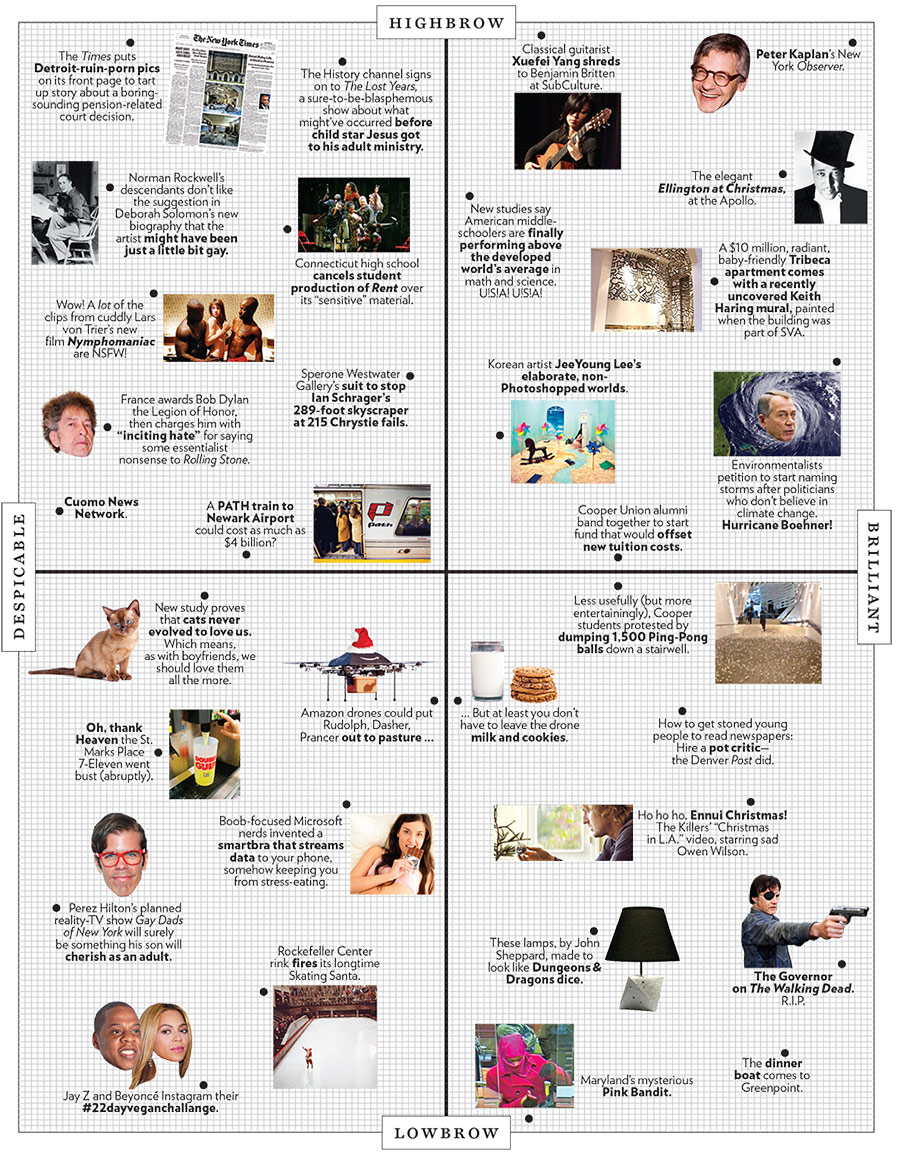 HIGHBROW
The Times puts
Detroit-ruin-porn pics
on its front page to tart
up story about a boring-
sounding pension-related
court decision.
The New York Times
The History channel signs
on to The Lost Years,
a sure-to-be-blasphemous
show about what
might've occurred before
child star Jesus got
to his adult ministry.
Classical guitarist
Xuefei Yang shreds
to Benjamin Britten
at SubCulture.
Peter Kaplan's New
York Observer.
Norman Rockwell's
descendants don't like
the suggestion in
Deborah Solomon's new
biography that the
artist might have been
just a little bit gay.
Connecticut high school
cancels student
production of Rent over
its "sensitive" material.
New studies say
American middle-
schoolers are finally
performing above
the developed
world's average in
math and science.
U!S!A! U!S!A!
The elegant
Ellington at Christmas,
at the Apollo.
A $10 million, radiant,
baby-friendly Tribeca
apartment comes
with a recently
uncovered Keith
Haring mural, painted
when the building was
part of SVA.
Wow! A lot of the
clips from cuddly Lars
von Trier's new
film Nymphomaniac
are NSFW!
Sperone Westwater
Gallery's suit to stop
Ian Schrager's
289-foot skyscraper
at 215 Chrystie fails.
Korean artist JeeYoung Lee's
elaborate, non-
Photoshopped worlds.
France awards Bob Dylan
the Legion of Honor,
then charges him with
"inciting hate" for saying
some essentialist
nonsense to Rolling Stone.
Environmentalists
petition to start naming
storms after politicians
who don't believe in
climate change.
Hurricane Boehner!
Cuomo News
Network.
A PATH train to
Newark Airport
could cost as much as
$4 billion?
path
Cooper Union alumni
band together to start
fund that would offset
new tuition costs.
DESPICABLE
BRILLIANT
New study proves
that cats never
evolved to love us.
Which means,
as with boyfriends, we
should love them
all the more.
Amazon drones could put
Rudolph, Dasher,
Prancer out to pasture ...
... But at least you don't
have to leave the drone
milk and cookies.
Less usefully (but more
entertainingly), Cooper
students protested by
dumping 1,500 Ping-Pong
balls down a stairwell.
Oh, thank
Heaven the St.
Marks Place
7-Eleven went
bust (abruptly).
DOUBLE
GULP
How to get stoned young
people to read newspapers:
Hire a pot critic—
the Denver Post did.
Boob-focused Microsoft
nerds invented a
smartbra that streams
data to your phone,
somehow keeping you
from stress-eating.
Ho ho ho. Ennui Christmas!
The Killers' "Christmas
in L.A." video, starring sad
Owen Wilson.
Perez Hilton's planned
reality-TV show Gay Dads
of New York will surely
be something his son will
cherish as an adult.
Rockefeller Center
rink fires its longtime
Skating Santa.
These lamps, by John
Sheppard, made to
look like Dungeons &
Dragons dice.
The Governor
on The Walking Dead.
R.I.P.
Jay Z and Beyoncé Instagram their
#22dayveganchallange.
Maryland's mysterious
Pink Bandit.
The dinner
boat comes to
Greenpoint.
LOWBROW